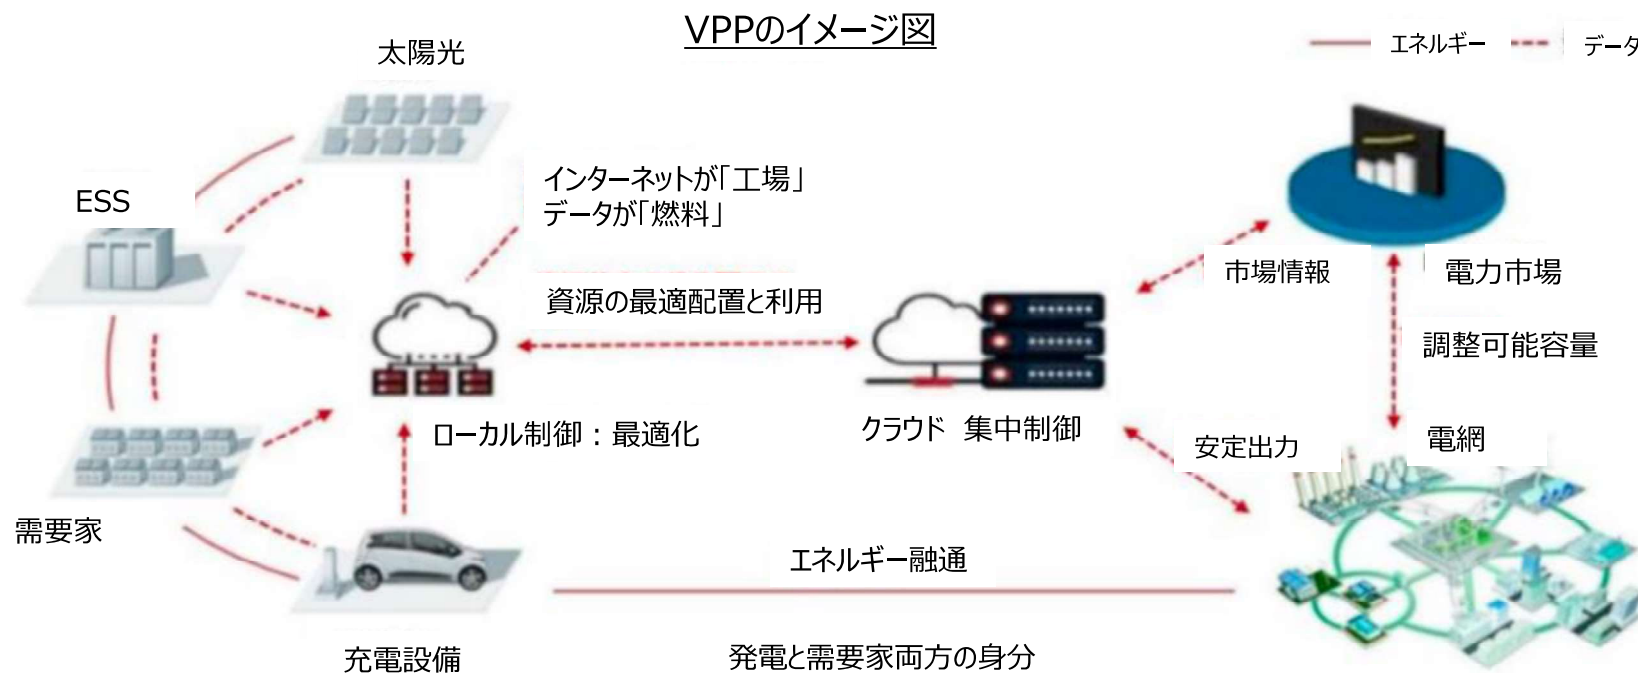 VPPのイメージ図
エネルギー
データ
太陽光
インターネットが「工場」
データが「燃料」
ESS
市場情報
電力市場
資源の最適配置と利用
調整可能容量
ローカル制御：最適化
クラウド 集中制御
安定出力
電網
需要家
エネルギー融通
充電設備
発電と需要家両方の身分